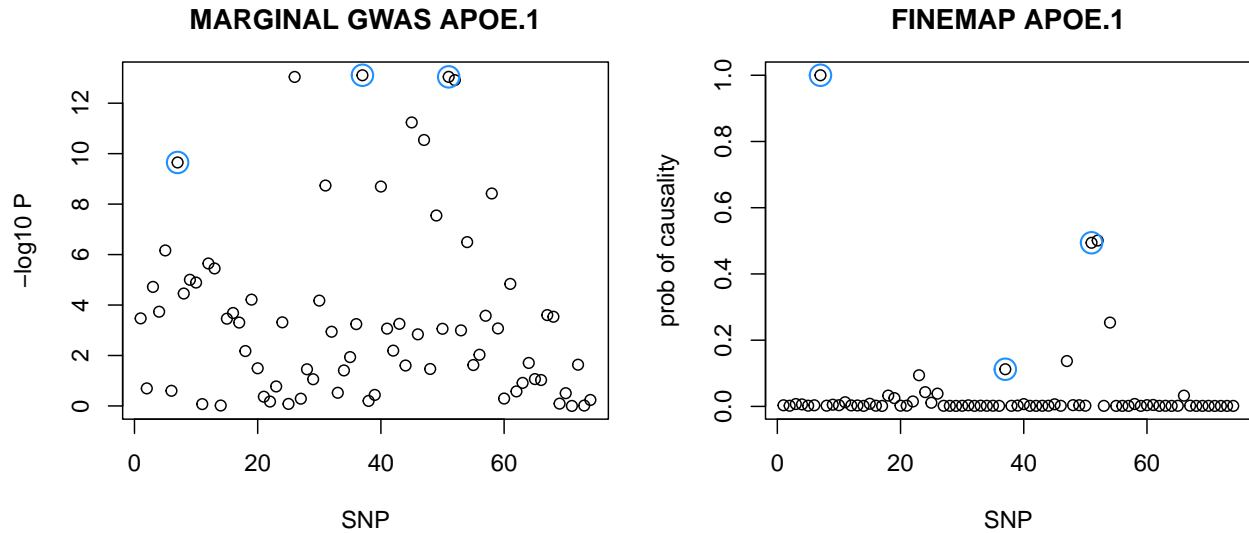 MARGINAL GWAS APOE.1
−log10 P
12
10
8
6
4
2
0
0 20 40 60
SNP
FINEMAP APOE.1
prob of causality
1.0
0.8
0.6
0.4
0.2
0.0
0 20 40 60
SNP